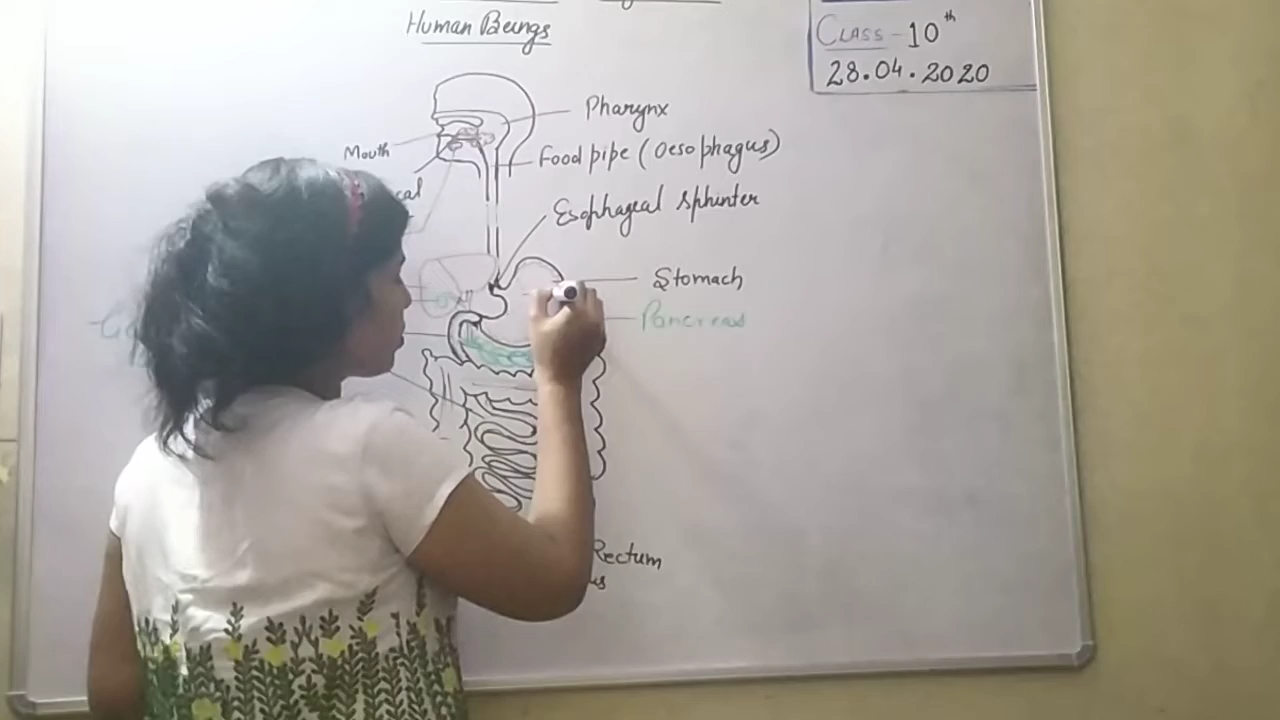 Human Beings
CLASS - 10th
28.04.2020
Pharynx
Mouth
Food pipe (Oesophagus)
Esophageal Sphinter
Stomach
Pancreas
Rectum